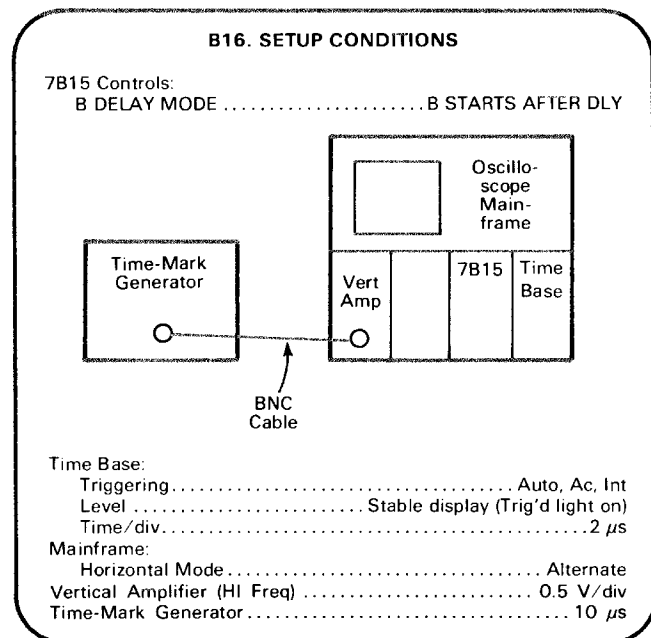 B16. SETUP CONDITIONS
7B15 Controls:
B DELAY MODE ...................... B STARTS AFTER DLY
Oscillo-
scope
Main-
frame
Time-Mark
Generator
Vert
Amp
7B15
Time
Base
BNC
Cable
Time Base:
Triggering ................................... Auto, Ac, Int
Level ...................... Stable display (Trig'd light on)
Time/div. ........................................ 2 μs
Mainframe:
Horizontal Mode ............................... Alternate
Vertical Amplifier (HI Freq) ..................... 0.5 V/div
Time-Mark Generator ............................... 10 μs